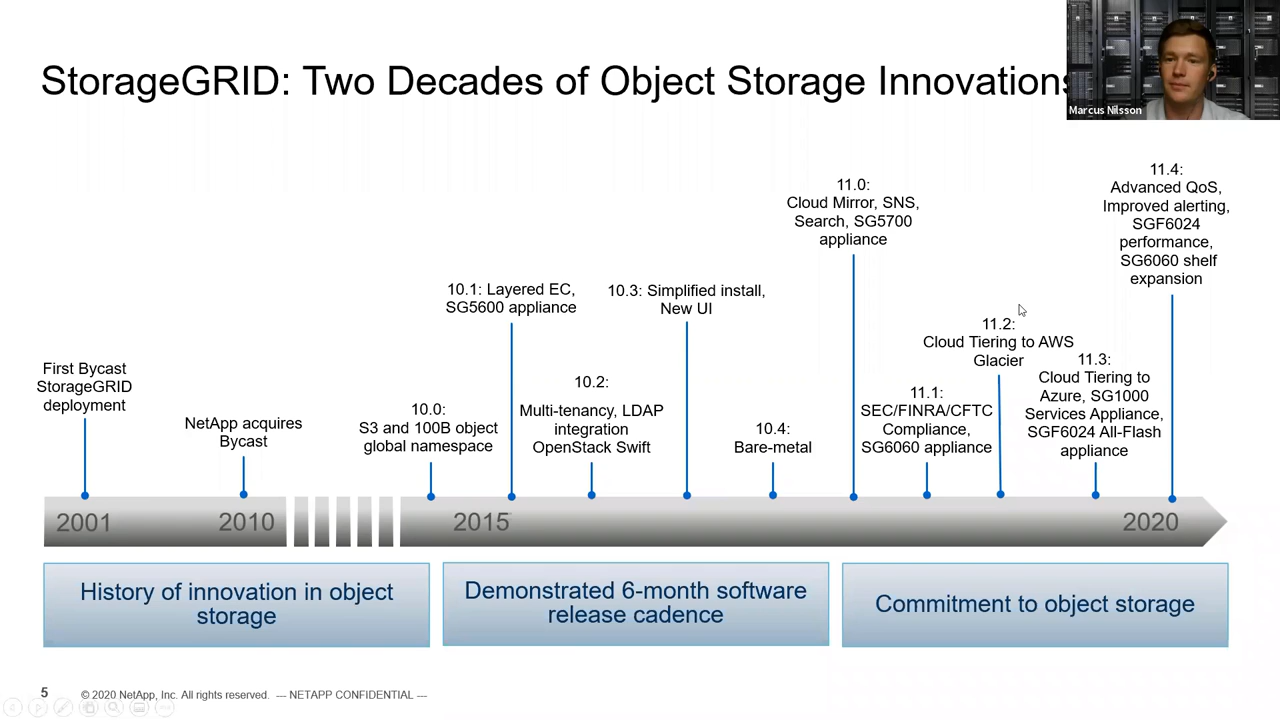 StorageGRID: Two Decades of Object Storage Innovations
Marcus Nilsson
First Bycast
StorageGRID
deployment
NetApp acquires
Bycast
10.0:
S3 and 100B object
global namespace
10.1: Layered EC,
SG5600 appliance
10.2:
Multi-tenancy, LDAP
integration
OpenStack Swift
10.3: Simplified install,
New UI
10.4:
Bare-metal
11.0:
Cloud Mirror, SNS,
Search, SG5700
appliance
11.1:
SEC/FINRA/CFTC
Compliance,
SG6060 appliance
11.2:
Cloud Tiering to AWS
Glacier
11.3:
Cloud Tiering to
Azure, SG1000
Services Appliance,
SGF6024 All-Flash
appliance
11.4:
Advanced QoS,
Improved alerting,
SGF6024
performance,
SG6060 shelf
expansion
2001
2010
2015
2020
History of innovation in object
storage
Demonstrated 6-month software
release cadence
Commitment to object storage
5
© 2020 NetApp, Inc. All rights reserved. — NETAPP CONFIDENTIAL —